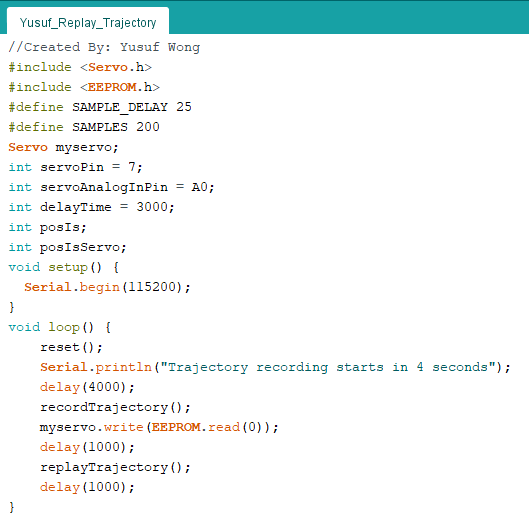 Yusuf_Replay_Trajectory
//Created By: Yusuf Wong
#include <Servo.h>
#include <EEPROM.h>
#define SAMPLE_DELAY 25
#define SAMPLES 200
Servo myservo;
int servoPin = 7;
int servoAnalogInPin = A0;
int delayTime = 3000;
int posIs;
int posIsServo;
void setup() {
  Serial.begin(115200);
}
void loop() {
    reset();
    Serial.println("Trajectory recording starts in 4 seconds");
    delay(4000);
    recordTrajectory();
    myservo.write(EEPROM.read(0));
    delay(1000);
    replayTrajectory();
    delay(1000);
}